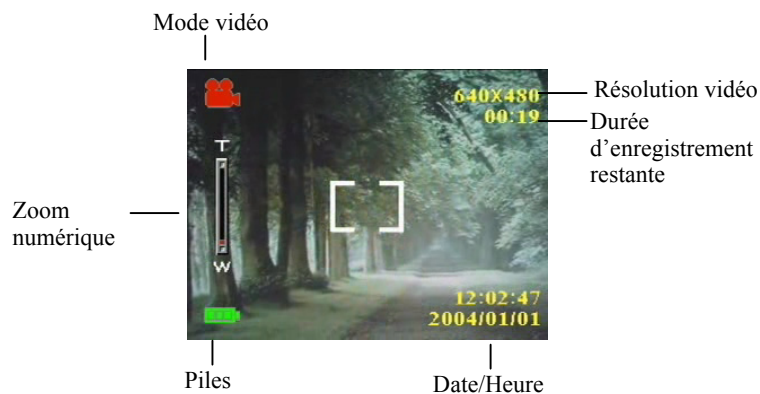 Mode vidéo
640X480
Résolution vidéo
00:19
Durée
d’enregistrement
restante
T
Zoom
numérique
W
12:02:47
2004/01/01
Piles
Date/Heure